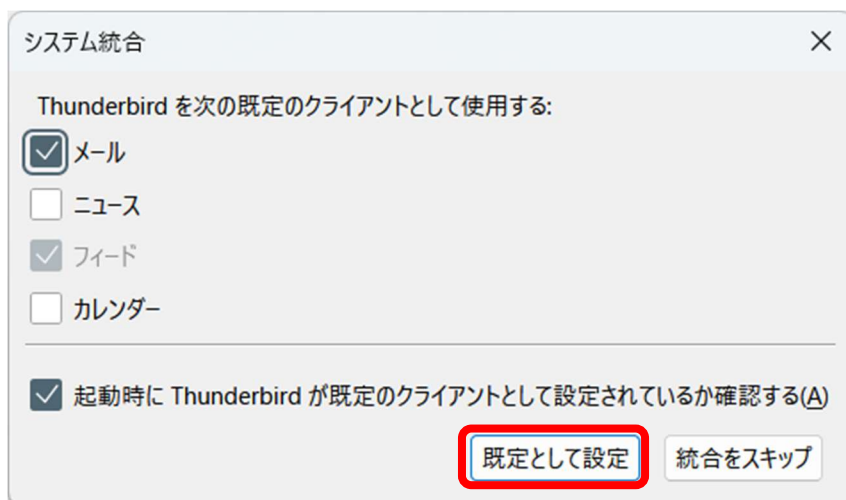 システム統合
Thunderbird を次の既定のクライアントとして使用する:
メール
ニュース
フィード
カレンダー
起動時に Thunderbird が既定のクライアントとして設定されているか確認する(A)
既定として設定 統合をスキップ